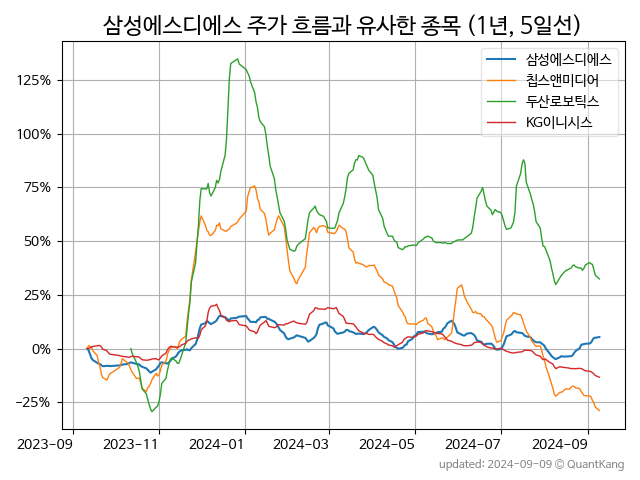 삼성에스디에스 주가 흐름과 유사한 종목 (1년, 5일선)
삼성에스디에스
칩스앤미디어
두산로보틱스
KG이니시스
125%
100%
75%
50%
25%
0%
−25%
2023-09 2023-11 2024-01 2024-03 2024-05 2024-07 2024-09
updated: 2024-09-09 © QuantKang